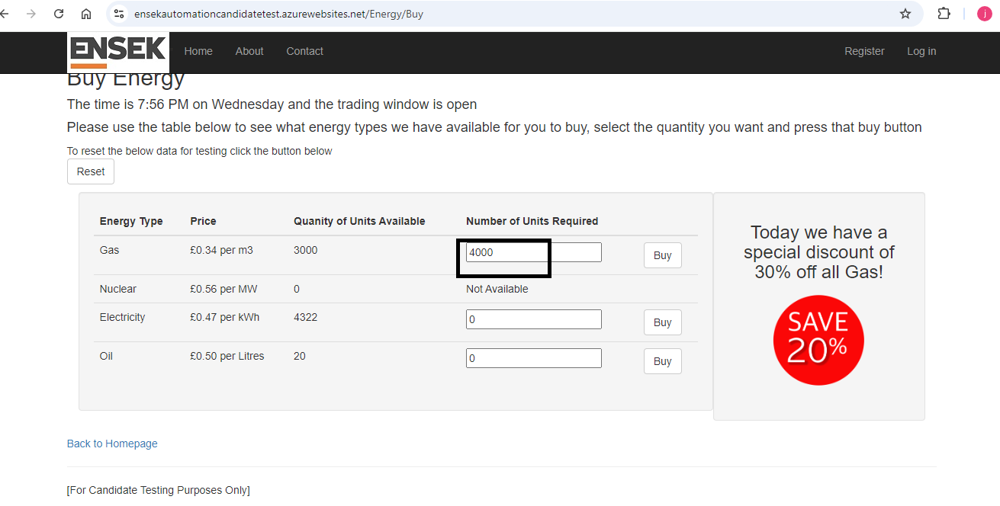 ensekautomationcandidatetest.azurewebsites.net/Energy/Buy
j
ENSEK Home About Contact Register Log in
Buy Energy
The time is 7:56 PM on Wednesday and the trading window is open
Please use the table below to see what energy types we have available for you to buy, select the quantity you want and press that buy button
To reset the below data for testing click the button below
Reset
Energy Type Price Quanity of Units Available Number of Units Required
Gas £0.34 per m3 3000 4000 Buy
Nuclear £0.56 per MW 0 Not Available
Electricity £0.47 per kWh 4322 0 Buy
Oil £0.50 per Litres 20 0 Buy
Today we have a
special discount of
30% off all Gas!
SAVE
20%
Back to Homepage
[For Candidate Testing Purposes Only]